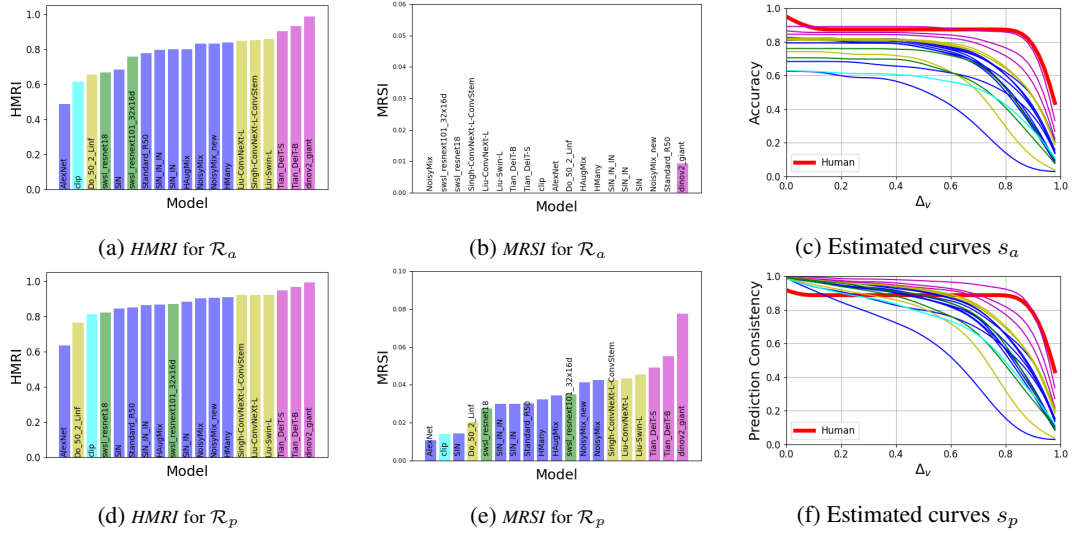 1.0
0.8
0.6
0.4
0.2
0.0
HMRI
AlexNet
clip
Do_50_2_Linf
swsl_resnet18
SIN
swsl_resnext101_32x16d
Standard_R50
SIN_IN
SIN_IN_IN
HAugMix
NoisyMix
NoisyMix_new
HMany
Liu-ConvNeXt-L
Singh-ConvNeXt-L-ConvStem
Liu-Swin-L
Tian_DeiT-S
Tian_DeiT-B
dinov2_giant
Model
(a) HMRI for ℛₐ
0.06
0.05
0.04
0.03
0.02
0.01
0.00
MRSI
NoisyMix
swsl_resnext101_32x16d
swsl_resnet18
Singh-ConvNeXt-L-ConvStem
Liu-ConvNeXt-L
Liu-Swin-L
Tian_DeiT-B
Tian_DeiT-S
clip
AlexNet
Do_50_2_Linf
HAugMix
HMany
SIN_IN_IN
SIN_IN
SIN
NoisyMix_new
Standard_R50
dinov2_giant
Model
(b) MRSI for ℛₐ
1.0
0.8
0.6
0.4
0.2
0.0
Accuracy
Human
0.0 0.2 0.4 0.6 0.8 1.0
Δᵥ
(c) Estimated curves sₐ
1.0
0.8
0.6
0.4
0.2
0.0
HMRI
AlexNet
Do_50_2_Linf
clip
swsl_resnet18
SIN
Standard_R50
SIN_IN_IN
HAugMix
swsl_resnext101_32x16d
SIN_IN
NoisyMix
NoisyMix_new
HMany
Singh-ConvNeXt-L-ConvStem
Liu-ConvNeXt-L
Liu-Swin-L
Tian_DeiT-S
Tian_DeiT-B
dinov2_giant
Model
(d) HMRI for ℛₚ
0.10
0.08
0.06
0.04
0.02
0.00
MRSI
AlexNet
clip
SIN
Do_50_2_Linf
swsl_resnet18
SIN_IN_IN
SIN_IN
Standard_R50
HMany
HAugMix
swsl_resnext101_32x16d
NoisyMix_new
NoisyMix
Singh-ConvNeXt-L-ConvStem
Liu-ConvNeXt-L
Liu-Swin-L
Tian_DeiT-S
Tian_DeiT-B
dinov2_giant
Model
(e) MRSI for ℛₚ
1.0
0.8
0.6
0.4
0.2
0.0
Prediction Consistency
Human
0.0 0.2 0.4 0.6 0.8 1.0
Δᵥ
(f) Estimated curves sₚ